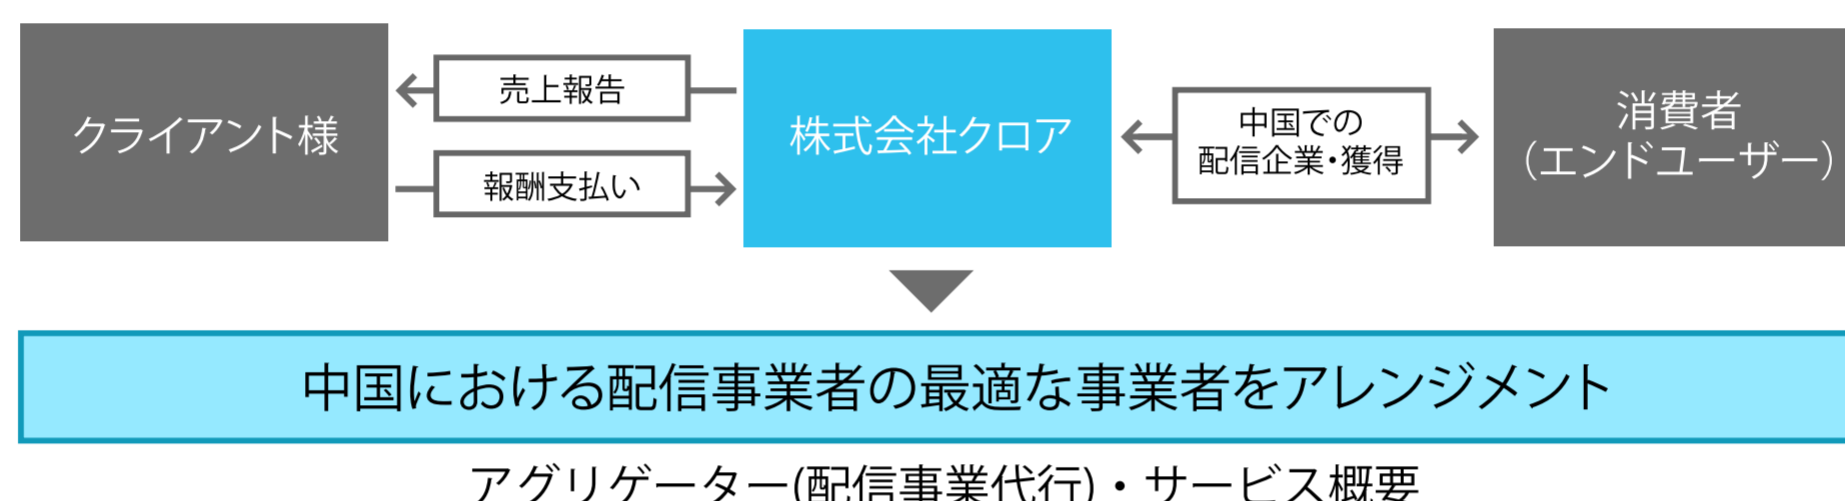 クライアント様
売上報告
報酬支払い
株式会社クロア
中国での
配信企業・獲得
消費者
（エンドユーザー）
中国における配信事業者の最適な事業者をアレンジメント
アグリゲーター(配信事業代行)・サービス概要